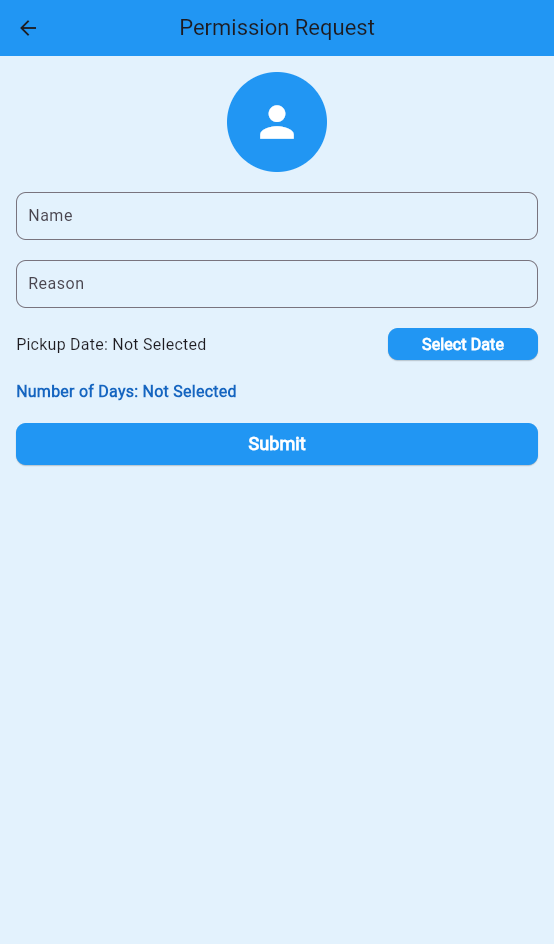 Permission Request
Name
Reason
Pickup Date: Not Selected
Select Date
Number of Days: Not Selected
Submit